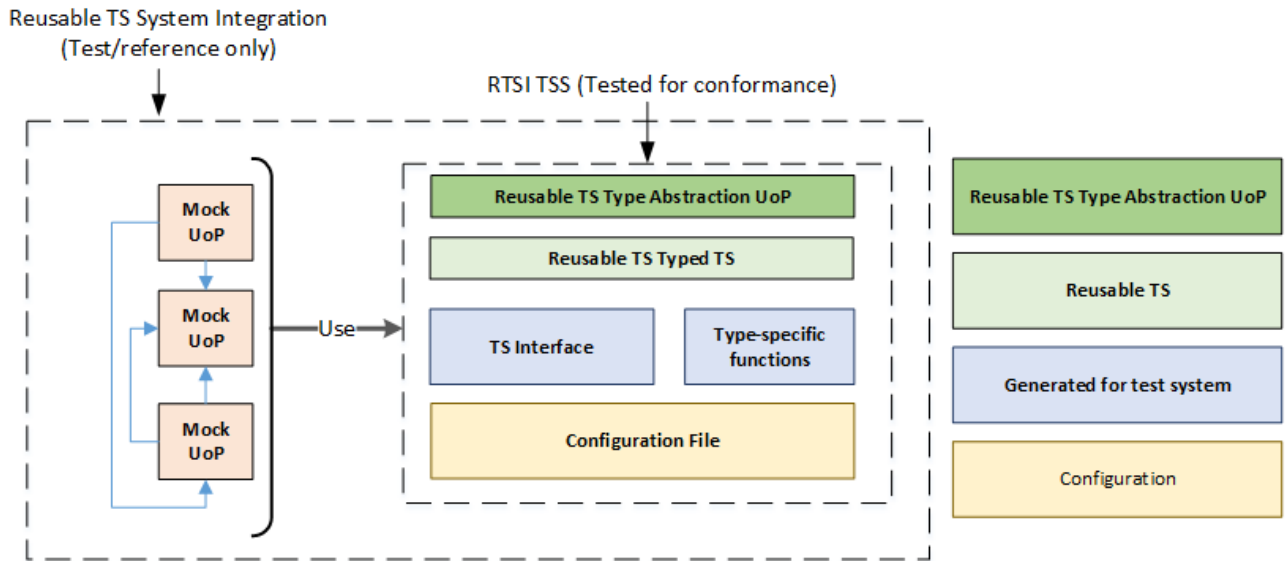 Reusable TS System Integration
(Test/reference only)
RTSI TSS (Tested for conformance)
Mock
UoP
Mock
UoP
Mock
UoP
Use
Reusable TS Type Abstraction UoP
Reusable TS Typed TS
TS Interface
Type-specific
functions
Configuration File
Reusable TS Type Abstraction UoP
Reusable TS
Generated for test system
Configuration